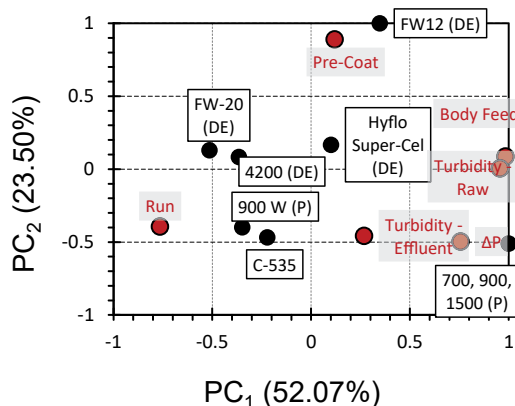 1
FW12 (DE)
Pre-Coat
0.5
FW-20
(DE)
Hyflo
Super-Cel
(DE)
Body Feed
0
4200 (DE)
Turbidity
Raw
Run
900 W (P)
Turbidity -
Effluent
ΔP
-0.5
C-535
700, 900,
1500 (P)
-1
-1
-0.5
0
0.5
1
PC2 (23.50%)
PC1 (52.07%)